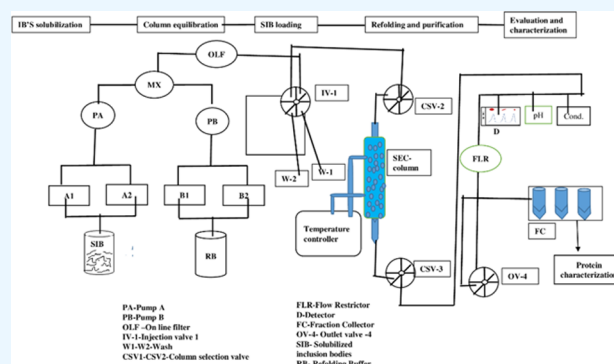 IB'S solubilization
Column equilibration
SIB loading
Refolding and purification
Evaluation and
characterization
OLF
MX
IV-1
CSV-2
PA
PB
D
pH
Cond.
SEC-
column
FLR
W-2
W-1
A1
A2
B1
B2
FC
Temperature
controller
SIB
RB
CSV-3
OV-4
Protein
characterization
PA-Pump A
PB-Pump B
OLF –On line filter
IV-1-Injection valve 1
W1-W2-Wash
CSV1-CSV2-Column selection valve
FLR-Flow Restrictor
D-Detector
FC-Fraction Collector
OV-4- Outlet valve -4
SIB- Solubilized
inclusion bodies
RB- Refolding Buffer